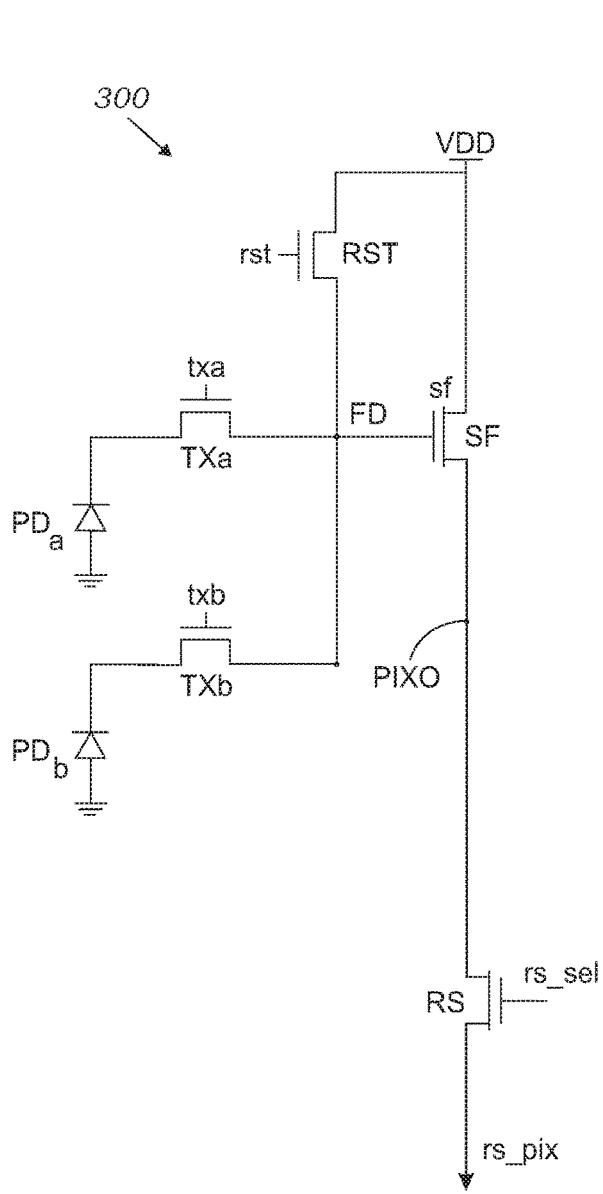 300
VDD
rst
RST
txa
sf
FD
SF
TXa
PDa
txb
PIXO
TXb
PDb
rs_sel
RS
rs_pix